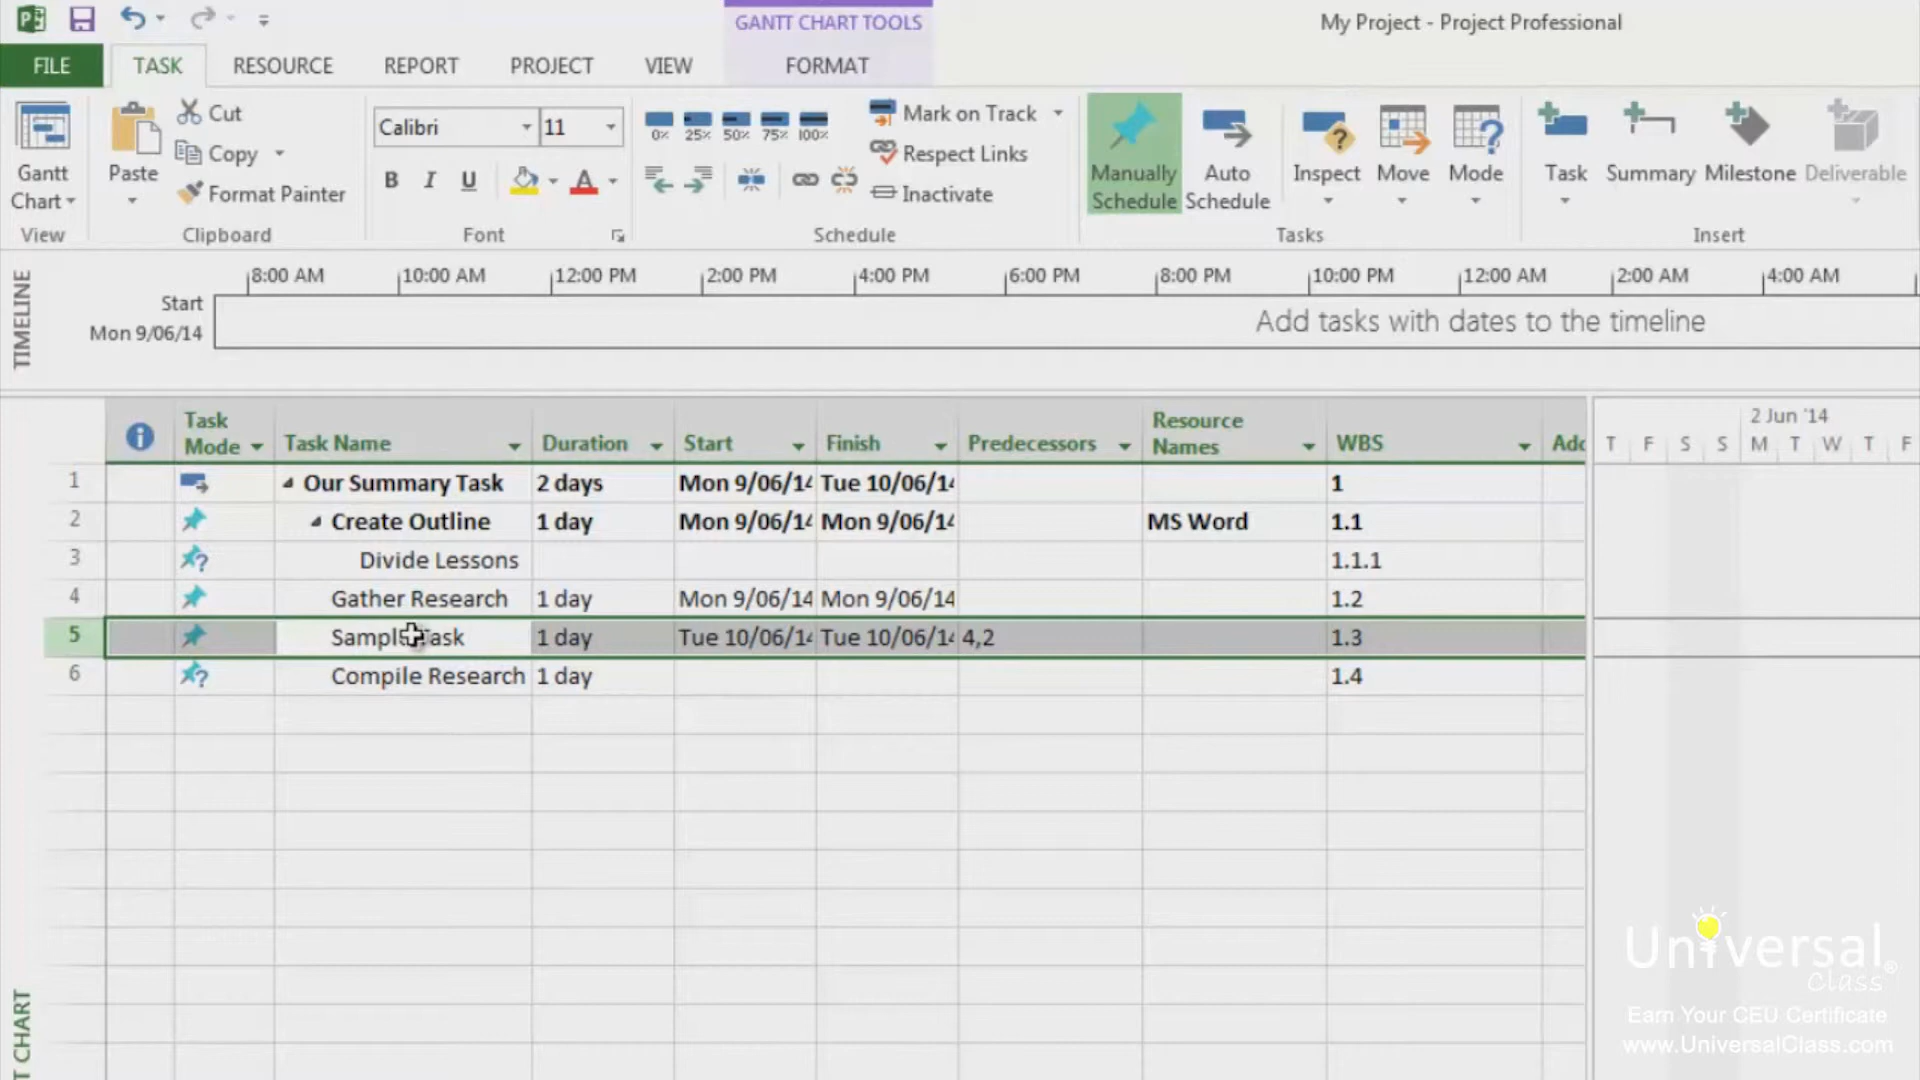 GANTT CHART TOOLS
My Project - Project Professional
FILE TASK RESOURCE REPORT PROJECT VIEW FORMAT
Gantt Chart
View
Paste
Cut
Copy
Format Painter
Clipboard
Calibri 11
B I U A
Font
0% 25% 50% 75% 100%
Mark on Track
Respect Links
Inactivate
Schedule
Manually Schedule
Auto Schedule
Inspect
Move
Mode
Tasks
Task
Summary
Milestone
Deliverable
Insert
TIMELINE
8:00 AM 10:00 AM 12:00 PM 2:00 PM 4:00 PM 6:00 PM 8:00 PM 10:00 PM 12:00 AM 2:00 AM 4:00 AM
Start
Mon 9/06/14
Add tasks with dates to the timeline
Task Mode Task Name Duration Start Finish Predecessors Resource Names WBS
2 Jun '14
T F S S M T W T F
1 Our Summary Task 2 days Mon 9/06/14 Tue 10/06/14 1
2 Create Outline 1 day Mon 9/06/14 Mon 9/06/14 MS Word 1.1
3 Divide Lessons 1.1.1
4 Gather Research 1 day Mon 9/06/14 Mon 9/06/14 1.2
5 Sample Task 1 day Tue 10/06/14 Tue 10/06/14 4,2 1.3
6 Compile Research 1 day 1.4
CHART
Universal
Class®
Earn Your CEU Certificate
www.UniversalClass.com